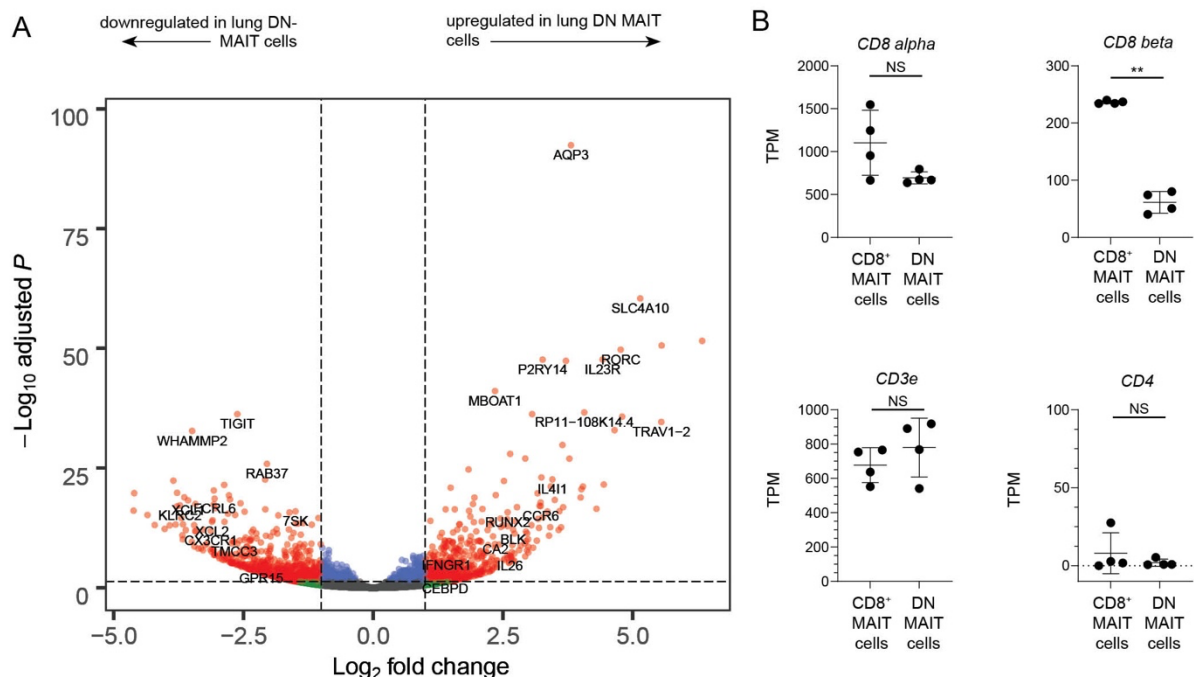 A
downregulated in lung DN-
MAIT cells
upregulated in lung DN MAIT
cells
100
75
50
25
0
−5.0
−2.5
0.0
2.5
5.0
−Log10 adjusted P
Log2 fold change
AQP3
SLC4A10
RORC
P2RY14
IL23R
MBOAT1
RP11−108K14.4
TRAV1−2
TIGIT
WHAMMP2
RAB37
IL4I1
FCRL6
KLRC2
7SK
CCR6
RUNX2
XCL2
BLK
CX3CR1
CA2
TMCC3
IFNGR1
IL26
GPR15
CEBPD
B
CD8 alpha
NS
2000
1500
1000
500
0
TPM
CD8+
MAIT
cells
DN
MAIT
cells
CD8 beta
**
300
200
100
0
TPM
CD8+
MAIT
cells
DN
MAIT
cells
CD3e
NS
1000
800
600
400
200
0
TPM
CD8+
MAIT
cells
DN
MAIT
cells
CD4
NS
100
50
0
TPM
CD8+
MAIT
cells
DN
MAIT
cells